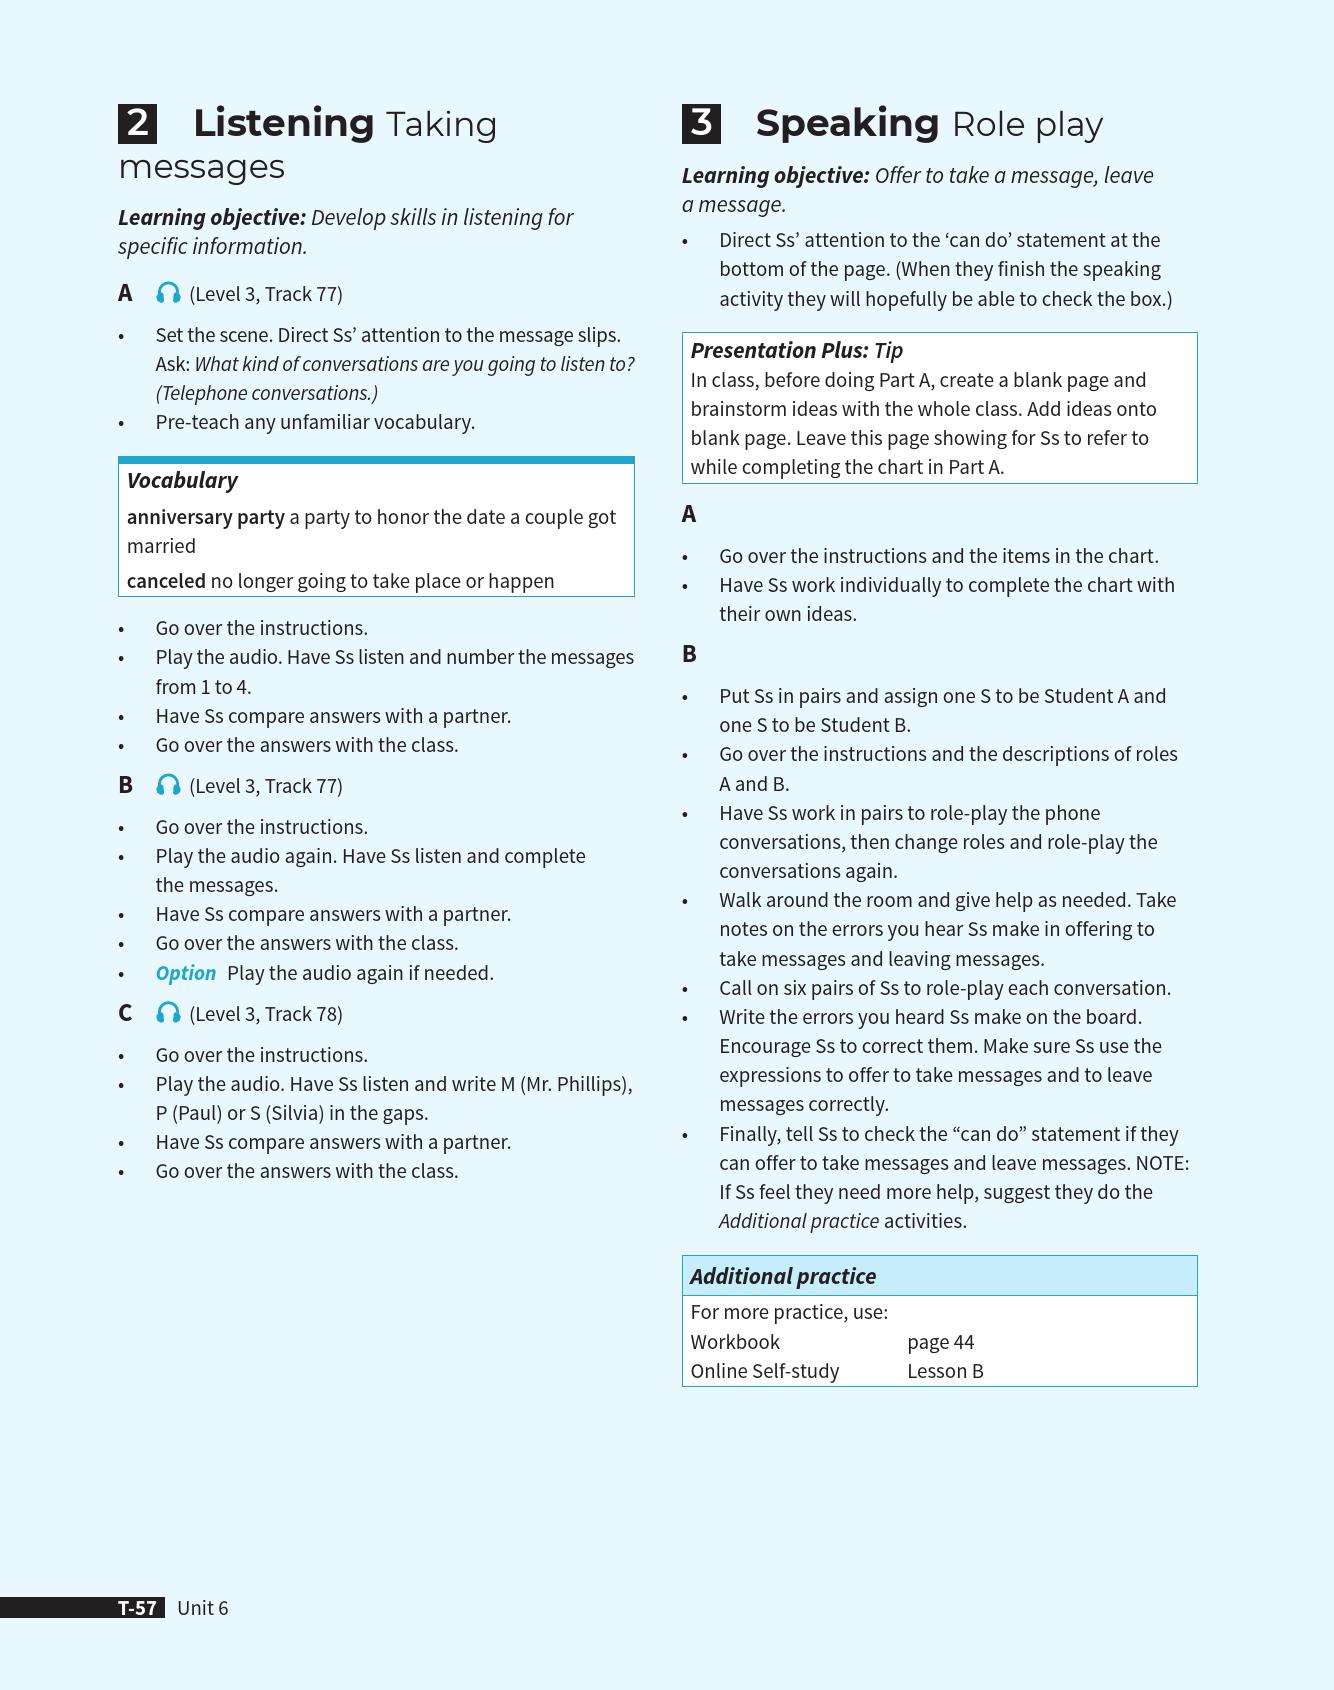 2 Listening Taking
messages
Learning objective: Develop skills in listening for
specific information.
A (Level 3, Track 77)
• Set the scene. Direct Ss’ attention to the message slips.
Ask: What kind of conversations are you going to listen to?
(Telephone conversations.)
• Pre-teach any unfamiliar vocabulary.
Vocabulary
anniversary party a party to honor the date a couple got
married
canceled no longer going to take place or happen
• Go over the instructions.
• Play the audio. Have Ss listen and number the messages
from 1 to 4.
• Have Ss compare answers with a partner.
• Go over the answers with the class.
B (Level 3, Track 77)
• Go over the instructions.
• Play the audio again. Have Ss listen and complete
the messages.
• Have Ss compare answers with a partner.
• Go over the answers with the class.
• Option Play the audio again if needed.
C (Level 3, Track 78)
• Go over the instructions.
• Play the audio. Have Ss listen and write M (Mr. Phillips),
P (Paul) or S (Silvia) in the gaps.
• Have Ss compare answers with a partner.
• Go over the answers with the class.
3 Speaking Role play
Learning objective: Offer to take a message, leave
a message.
• Direct Ss’ attention to the ‘can do’ statement at the
bottom of the page. (When they finish the speaking
activity they will hopefully be able to check the box.)
Presentation Plus: Tip
In class, before doing Part A, create a blank page and
brainstorm ideas with the whole class. Add ideas onto
blank page. Leave this page showing for Ss to refer to
while completing the chart in Part A.
A
• Go over the instructions and the items in the chart.
• Have Ss work individually to complete the chart with
their own ideas.
B
• Put Ss in pairs and assign one S to be Student A and
one S to be Student B.
• Go over the instructions and the descriptions of roles
A and B.
• Have Ss work in pairs to role-play the phone
conversations, then change roles and role-play the
conversations again.
• Walk around the room and give help as needed. Take
notes on the errors you hear Ss make in offering to
take messages and leaving messages.
• Call on six pairs of Ss to role-play each conversation.
• Write the errors you heard Ss make on the board.
Encourage Ss to correct them. Make sure Ss use the
expressions to offer to take messages and to leave
messages correctly.
• Finally, tell Ss to check the “can do” statement if they
can offer to take messages and leave messages. NOTE:
If Ss feel they need more help, suggest they do the
Additional practice activities.
Additional practice
For more practice, use:
Workbook page 44
Online Self-study Lesson B
T-57 Unit 6